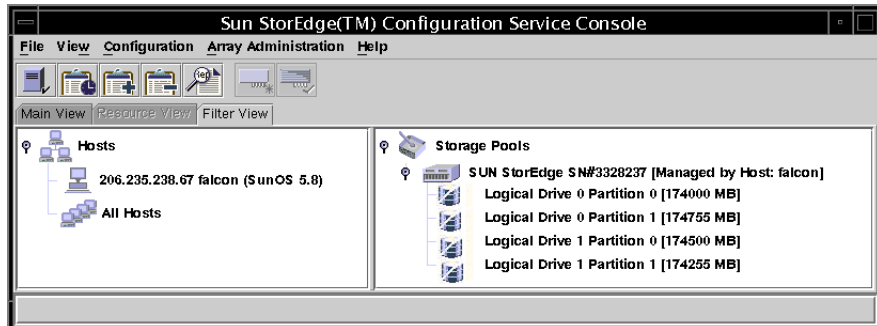 Sun StorEdge(TM) Configuration Service Console
File View Configuration Array Administration Help
Main View Resource View Filter View
Hosts
206.235.238.67 falcon (SunOS 5.8)
All Hosts
Storage Pools
SUN StorEdge SN#3328237 [Managed by Host: falcon]
Logical Drive 0 Partition 0 [174000 MB]
Logical Drive 0 Partition 1 [174755 MB]
Logical Drive 1 Partition 0 [174500 MB]
Logical Drive 1 Partition 1 [174255 MB]